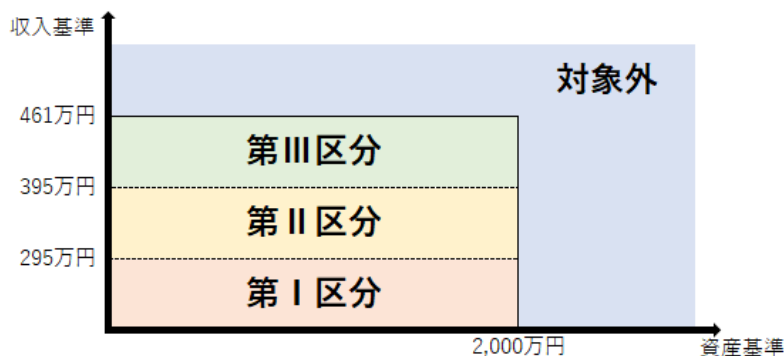 収入基準
対象外
461万円
第Ⅲ区分
395万円
第Ⅱ区分
295万円
第Ⅰ区分
2,000万円
資産基準